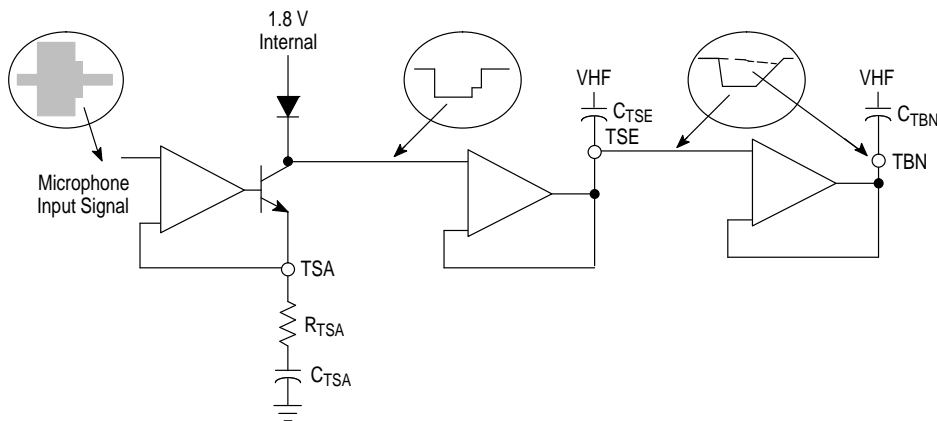 1.8 V
Internal
VHF
CTSE
TSE
VHF
CTBN
TBN
Microphone
Input Signal
TSA
RTSA
CTSA